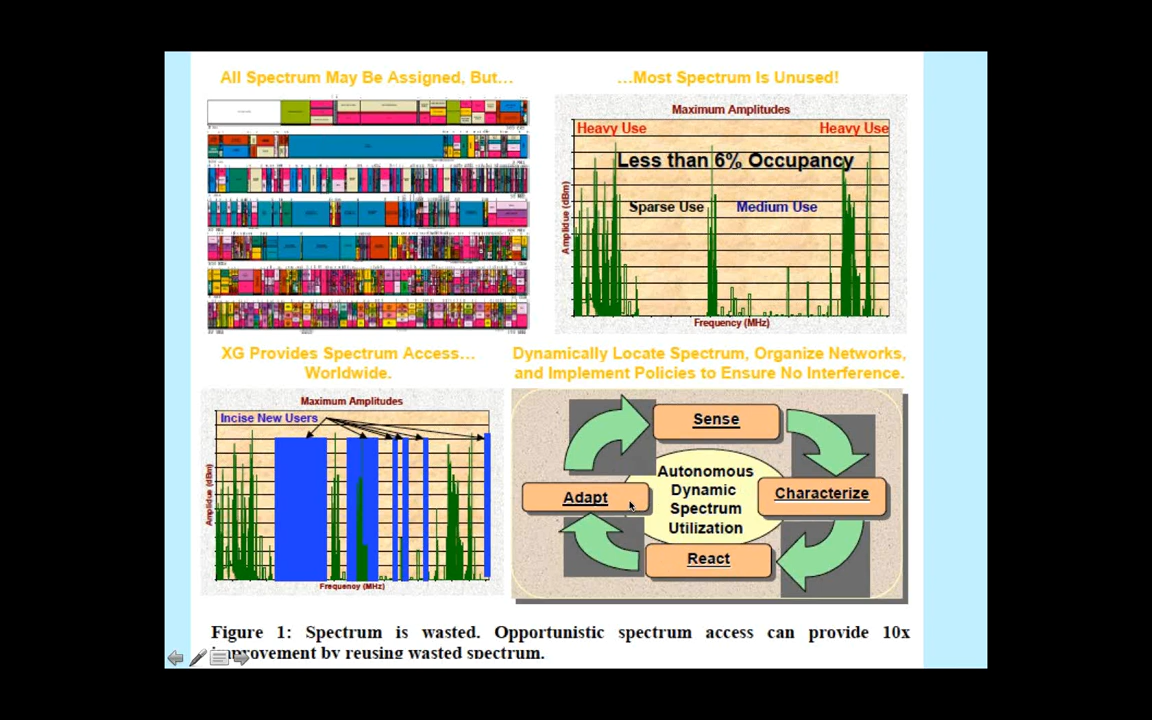 All Spectrum May Be Assigned, But…
…Most Spectrum Is Unused!
Maximum Amplitudes
Heavy Use
Heavy Use
Less than 6% Occupancy
Sparse Use
Medium Use
Amplidue (dBm)
Frequency (MHz)
XG Provides Spectrum Access…
Worldwide.
Maximum Amplitudes
Incise New Users
Amplidue (dBm)
Frequency (MHz)
Dynamically Locate Spectrum, Organize Networks,
and Implement Policies to Ensure No Interference.
Sense
Characterize
React
Adapt
Autonomous
Dynamic
Spectrum
Utilization
Figure 1: Spectrum is wasted. Opportunistic spectrum access can provide 10x
improvement by reusing wasted spectrum.